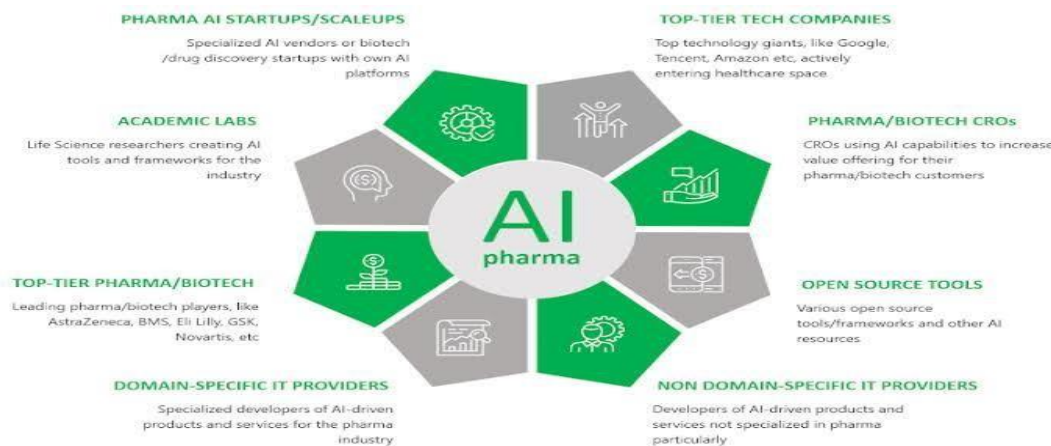 PHARMA AI STARTUPS/SCALEUPS
Specialized AI vendors or biotech
/drug discovery startups with own AI
platforms
TOP-TIER TECH COMPANIES
Top technology giants, like Google,
Tencent, Amazon etc, actively
entering healthcare space
ACADEMIC LABS
Life Science researchers creating AI
tools and frameworks for the
industry
PHARMA/BIOTECH CROs
CROs using AI capabilities to increase
value offering for their
pharma/biotech customers
AI
pharma
TOP-TIER PHARMA/BIOTECH
Leading pharma/biotech players, like
AstraZeneca, BMS, Eli Lilly, GSK,
Novartis, etc
OPEN SOURCE TOOLS
Various open source
tools/frameworks and other AI
resources
DOMAIN-SPECIFIC IT PROVIDERS
Specialized developers of AI-driven
products and services for the pharma
industry
NON DOMAIN-SPECIFIC IT PROVIDERS
Developers of AI-driven products and
services not specialized in pharma
particularly